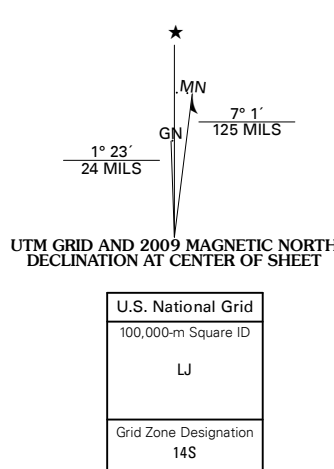 ★
MN
7° 1´
125 MILS
GN
1° 23´
24 MILS
UTM GRID AND 2009 MAGNETIC NORTH
DECLINATION AT CENTER OF SHEET
U.S. National Grid
100,000-m Square ID
LJ
Grid Zone Designation
14S